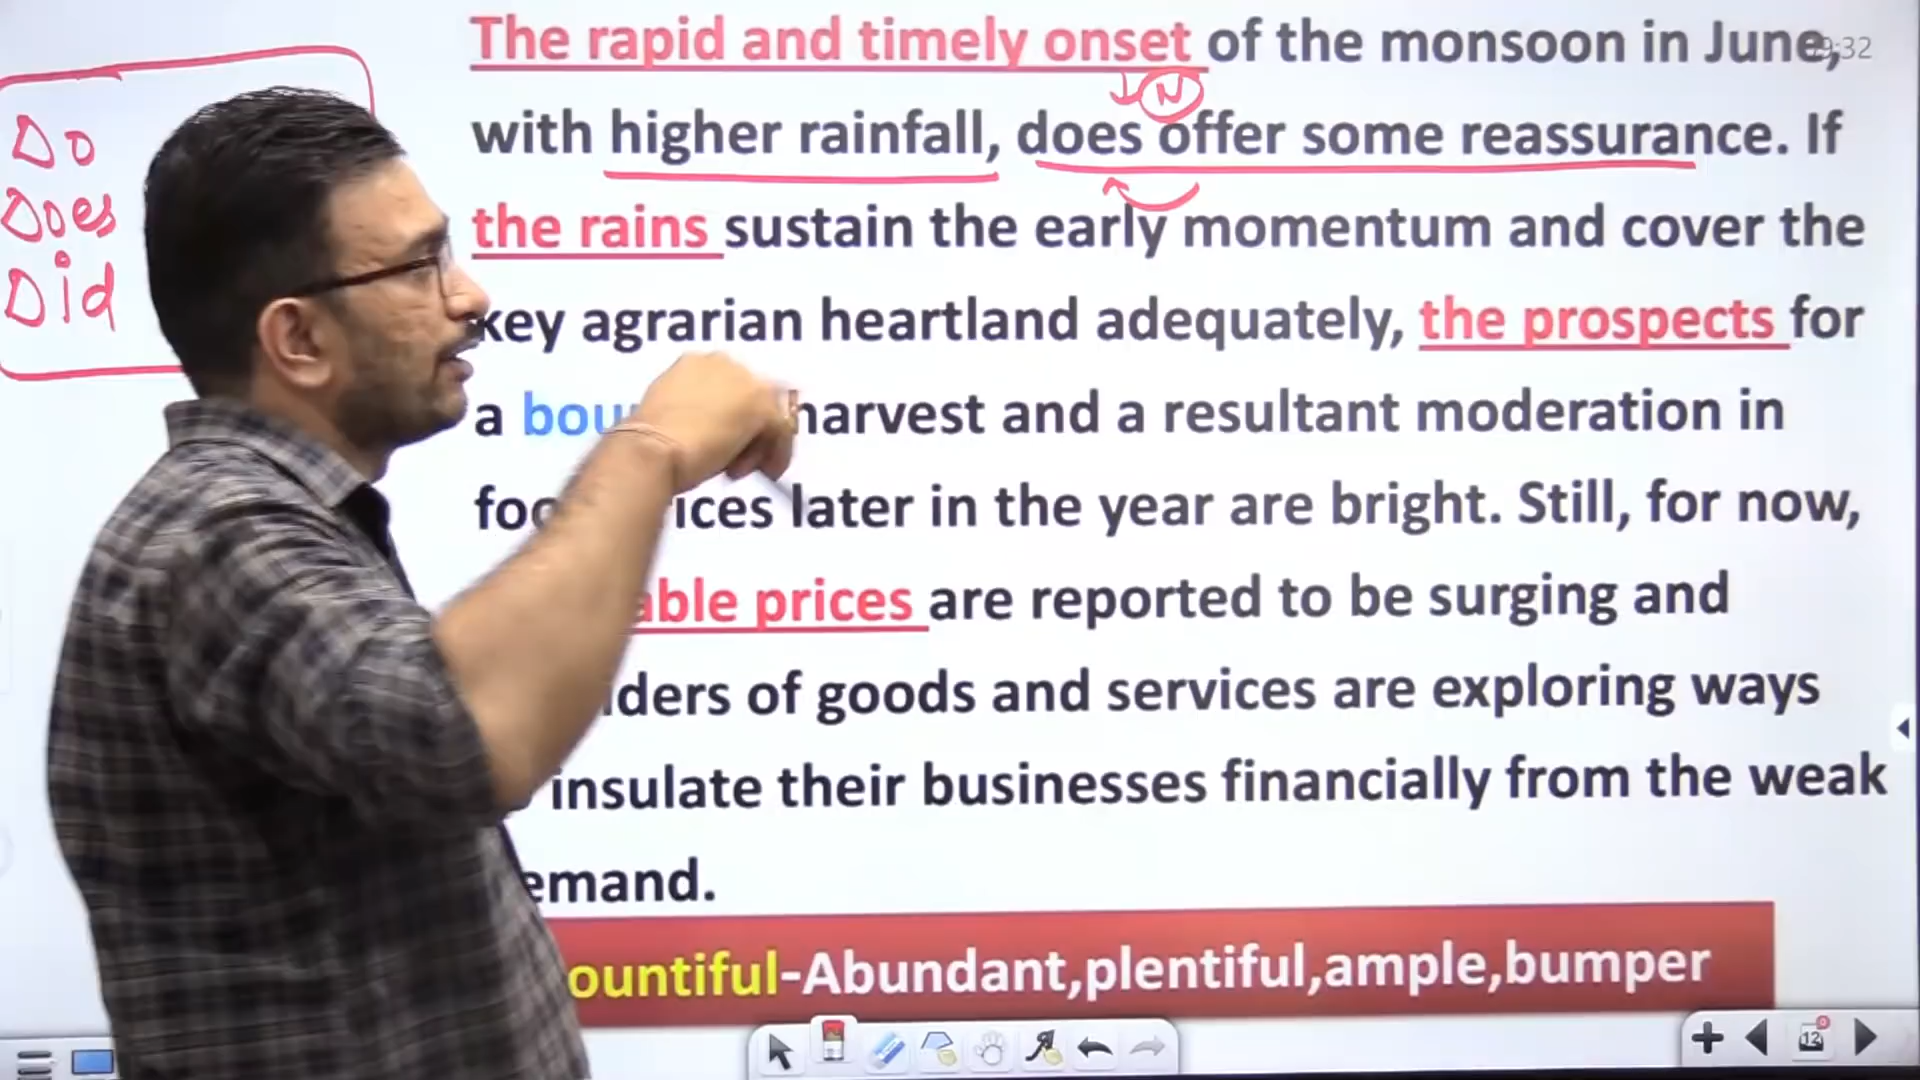 The rapid and timely onset of the monsoon in June,
:32
N
with higher rainfall, does offer some reassurance. If
Do
Does
Did
the rains sustain the early momentum and cover the
key agrarian heartland adequately, the prospects for
a harvest and a resultant moderation in
later in the year are bright. Still, for now,
prices are reported to be surging and
of goods and services are exploring ways
insulate their businesses financially from the weak
emand.
ountiful-Abundant,plentiful,ample,bumper
12